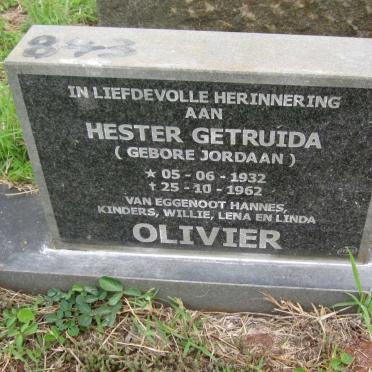 843
IN LIEFDEVOLLE HERINNERING
AAN
HESTER GETRUIDA
( GEBORE JORDAAN )
★ 05 - 06 - 1932
✝ 25 - 10 - 1962
VAN EGGENOOT HANNES,
KINDERS, WILLIE, LENA EN LINDA
OLIVIER